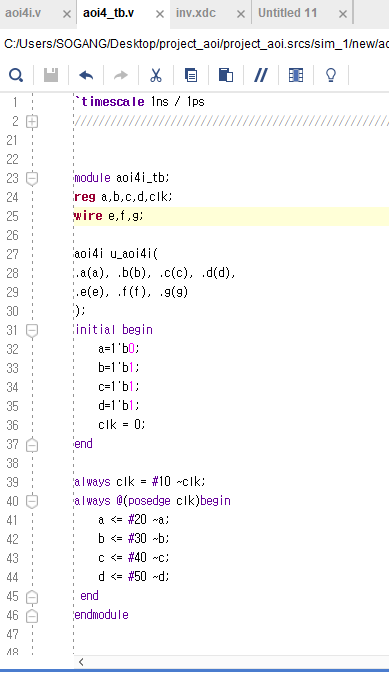 aoi4i.v × aoi4_tb.v × inv.xdc × Untitled 11 ×
C:/Users/SOGANG/Desktop/project_aoi/project_aoi.srcs/sim_1/new/ao
1 `timescale 1ns / 1ps
2 //////////////////////////////////////////////////
21
22
23 module aoi4i_tb;
24 reg a,b,c,d,clk;
25 wire e,f,g;
26
27 aoi4i u_aoi4i(
28 .a(a), .b(b), .c(c), .d(d),
29 .e(e), .f(f), .g(g)
30 );
31 initial begin
32 a=1'b0;
33 b=1'b1;
34 c=1'b1;
35 d=1'b1;
36 clk = 0;
37 end
38
39 always clk = #10 ~clk;
40 always @(posedge clk)begin
41 a <= #20 ~a;
42 b <= #30 ~b;
43 c <= #40 ~c;
44 d <= #50 ~d;
45 end
46 endmodule
47
48